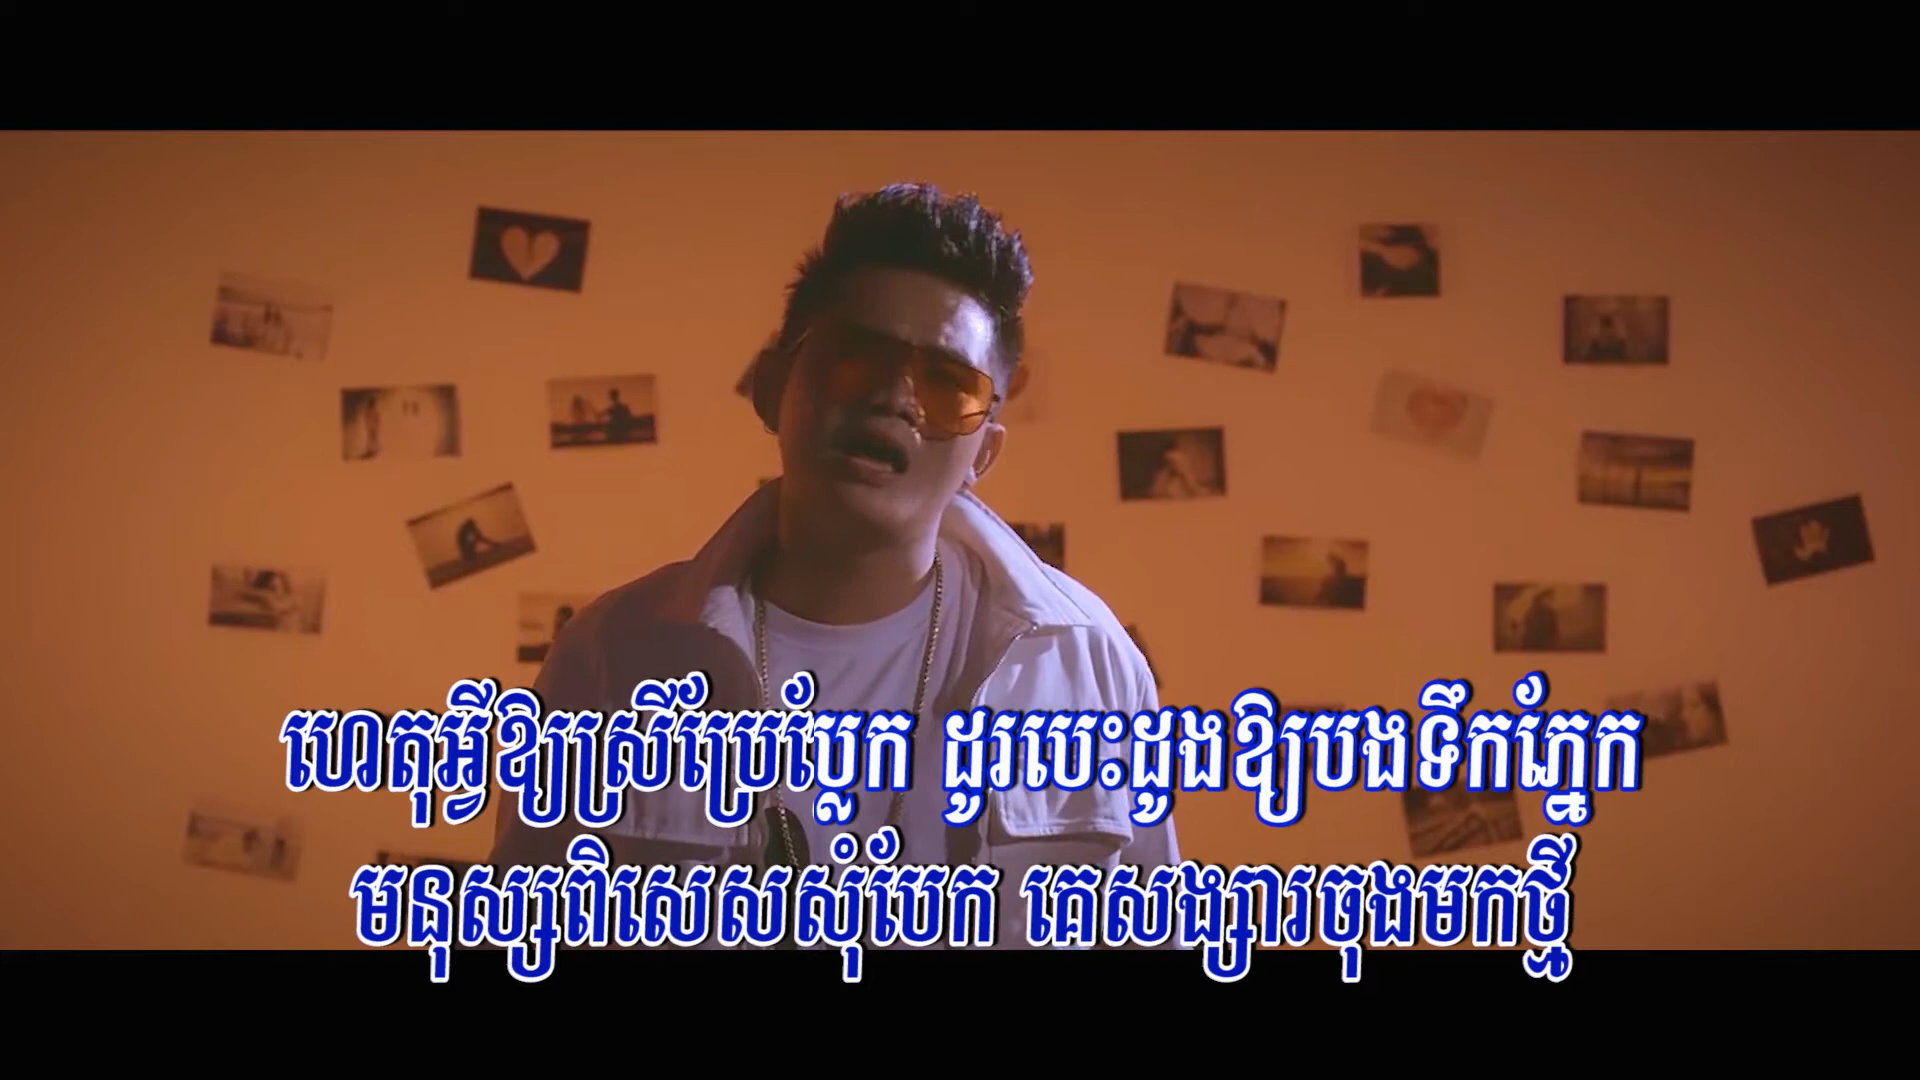 ហេតុអ្វីឱ្យស្រីប្រែប្លែក ដូរបេះដូងឱ្យបងទឹកភ្នែក
មនុស្សពិសេសសុំបែក គេសង្សារចុងមកថ្មី